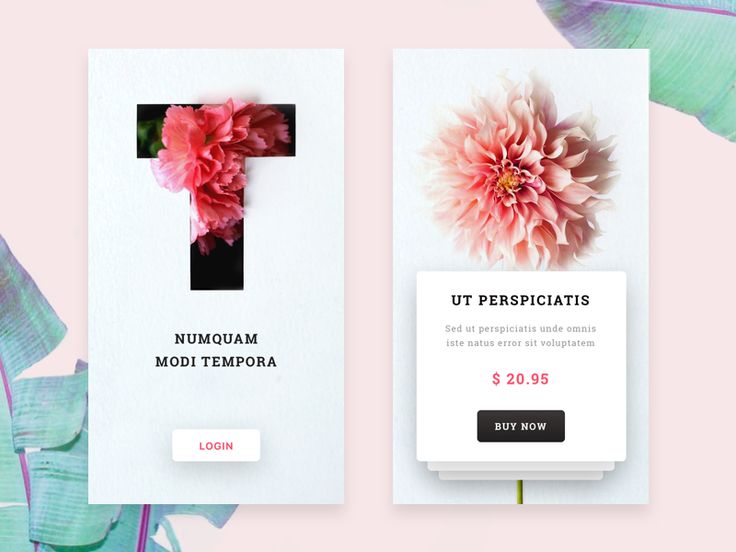 T
NUMQUAM
MODI TEMPORA
LOGIN
UT PERSPICIATIS
Sed ut perspiciatis unde omnis
iste natus error sit voluptatem
$ 20.95
BUY NOW